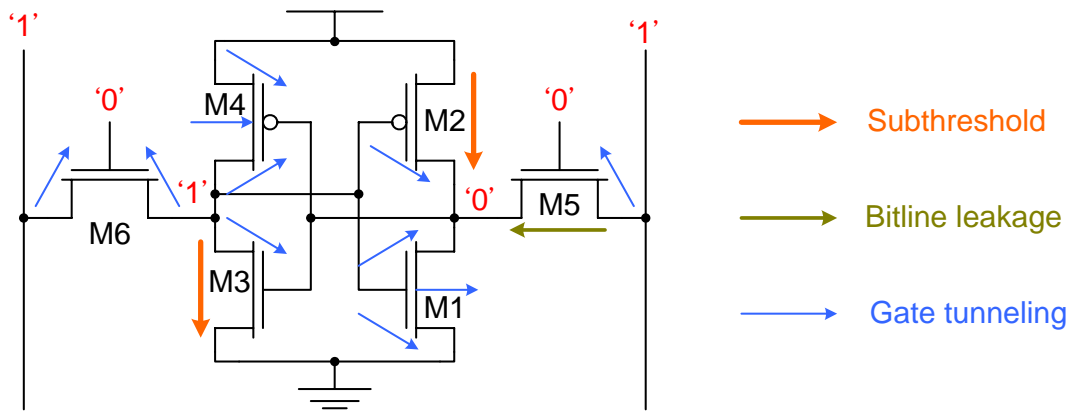 ‘1’
‘1’
‘0’
M4
M2
‘0’
Subthreshold
‘1’
‘0’
M6
M5
Bitline leakage
M3
M1
Gate tunneling